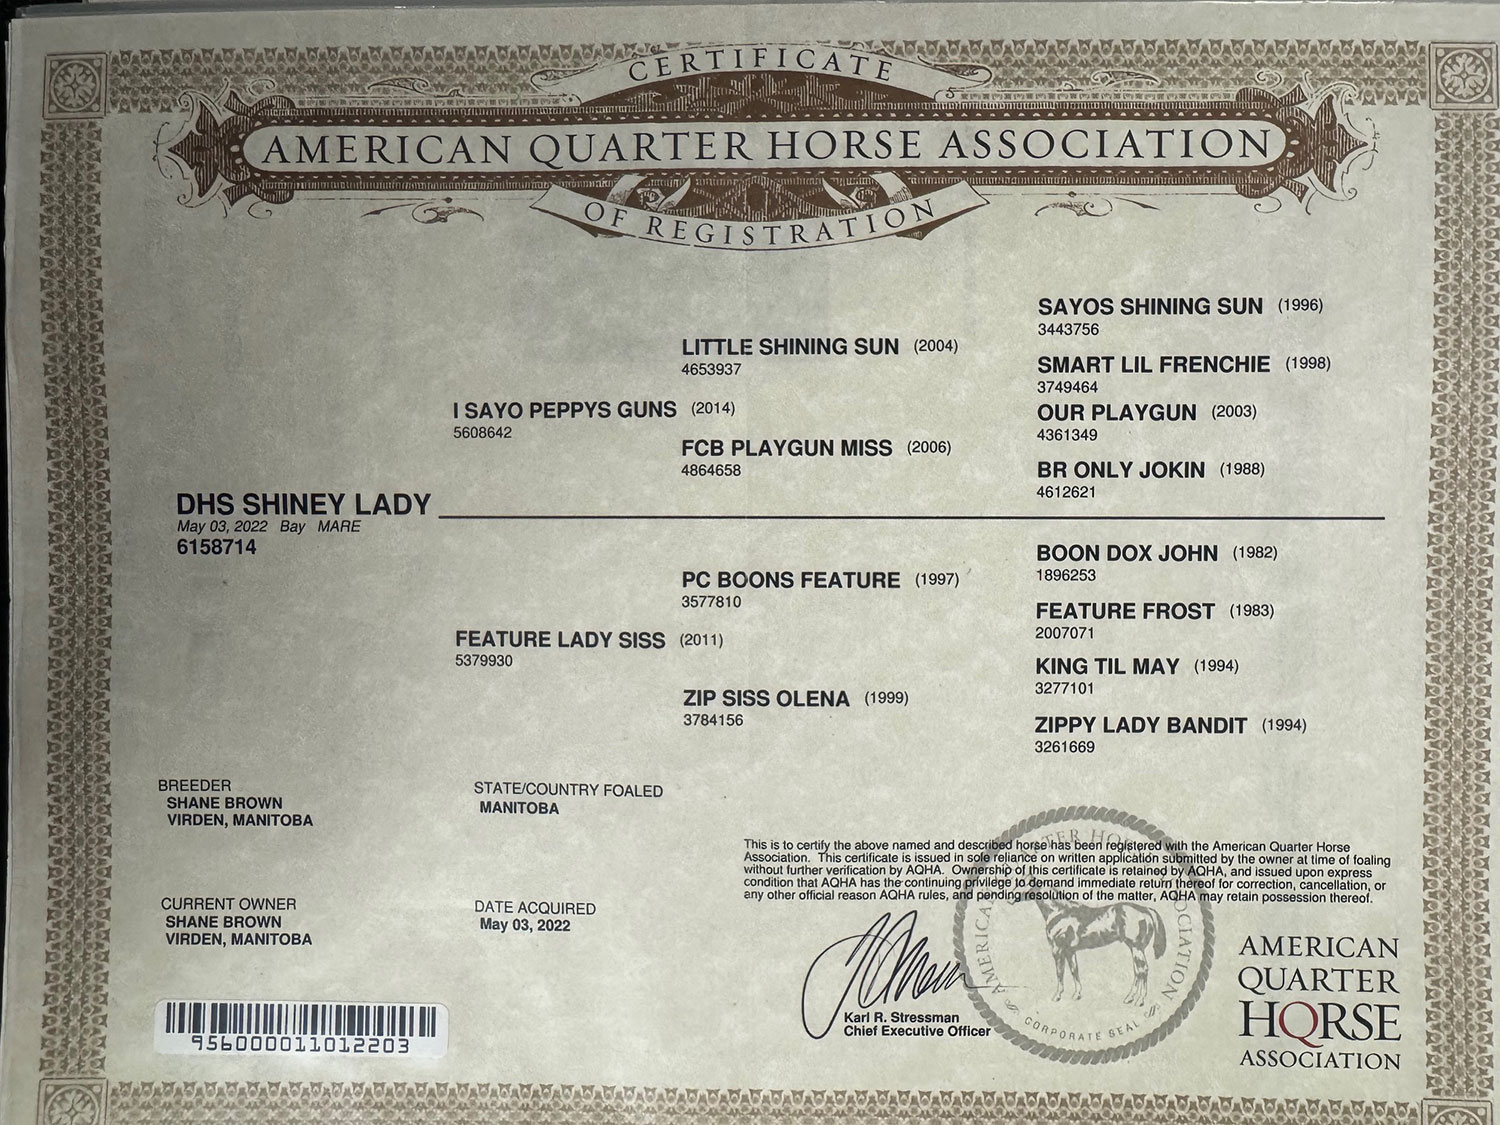 CERTIFICATE
AMERICAN QUARTER HORSE ASSOCIATION
OF REGISTRATION
SAYOS SHINING SUN (1996)
3443756
LITTLE SHINING SUN (2004)
4653937
SMART LIL FRENCHIE (1998)
3749464
I SAYO PEPPYS GUNS (2014)
5608642
OUR PLAYGUN (2003)
4361349
FCB PLAYGUN MISS (2006)
4864658
BR ONLY JOKIN (1988)
4612621
DHS SHINEY LADY
May 03, 2022 Bay MARE
6158714
BOON DOX JOHN (1982)
1896253
PC BOONS FEATURE (1997)
3577810
FEATURE FROST (1983)
2007071
FEATURE LADY SISS (2011)
5379930
KING TIL MAY (1994)
3277101
ZIP SISS OLENA (1999)
3784156
ZIPPY LADY BANDIT (1994)
3261669
BREEDER
SHANE BROWN
VIRDEN, MANITOBA
STATE/COUNTRY FOALED
MANITOBA
CURRENT OWNER
SHANE BROWN
VIRDEN, MANITOBA
DATE ACQUIRED
May 03, 2022
This is to certify the above named and described horse has been registered with the American Quarter Horse
Association. This certificate is issued in sole reliance on written application submitted by the owner at time of foaling
without further verification by AQHA. Ownership of this certificate is retained by AQHA, and issued upon express
condition that AQHA has the continuing privilege to demand immediate return thereof for correction, cancellation, or
any other official reason AQHA rules, and pending resolution of the matter, AQHA may retain possession thereof.
Karl R. Stressman
Chief Executive Officer
AMERICAN QUARTER HORSE ASSOCIATION
CORPORATE SEAL
AMERICAN
QUARTER
HORSE
ASSOCIATION
956000011012203